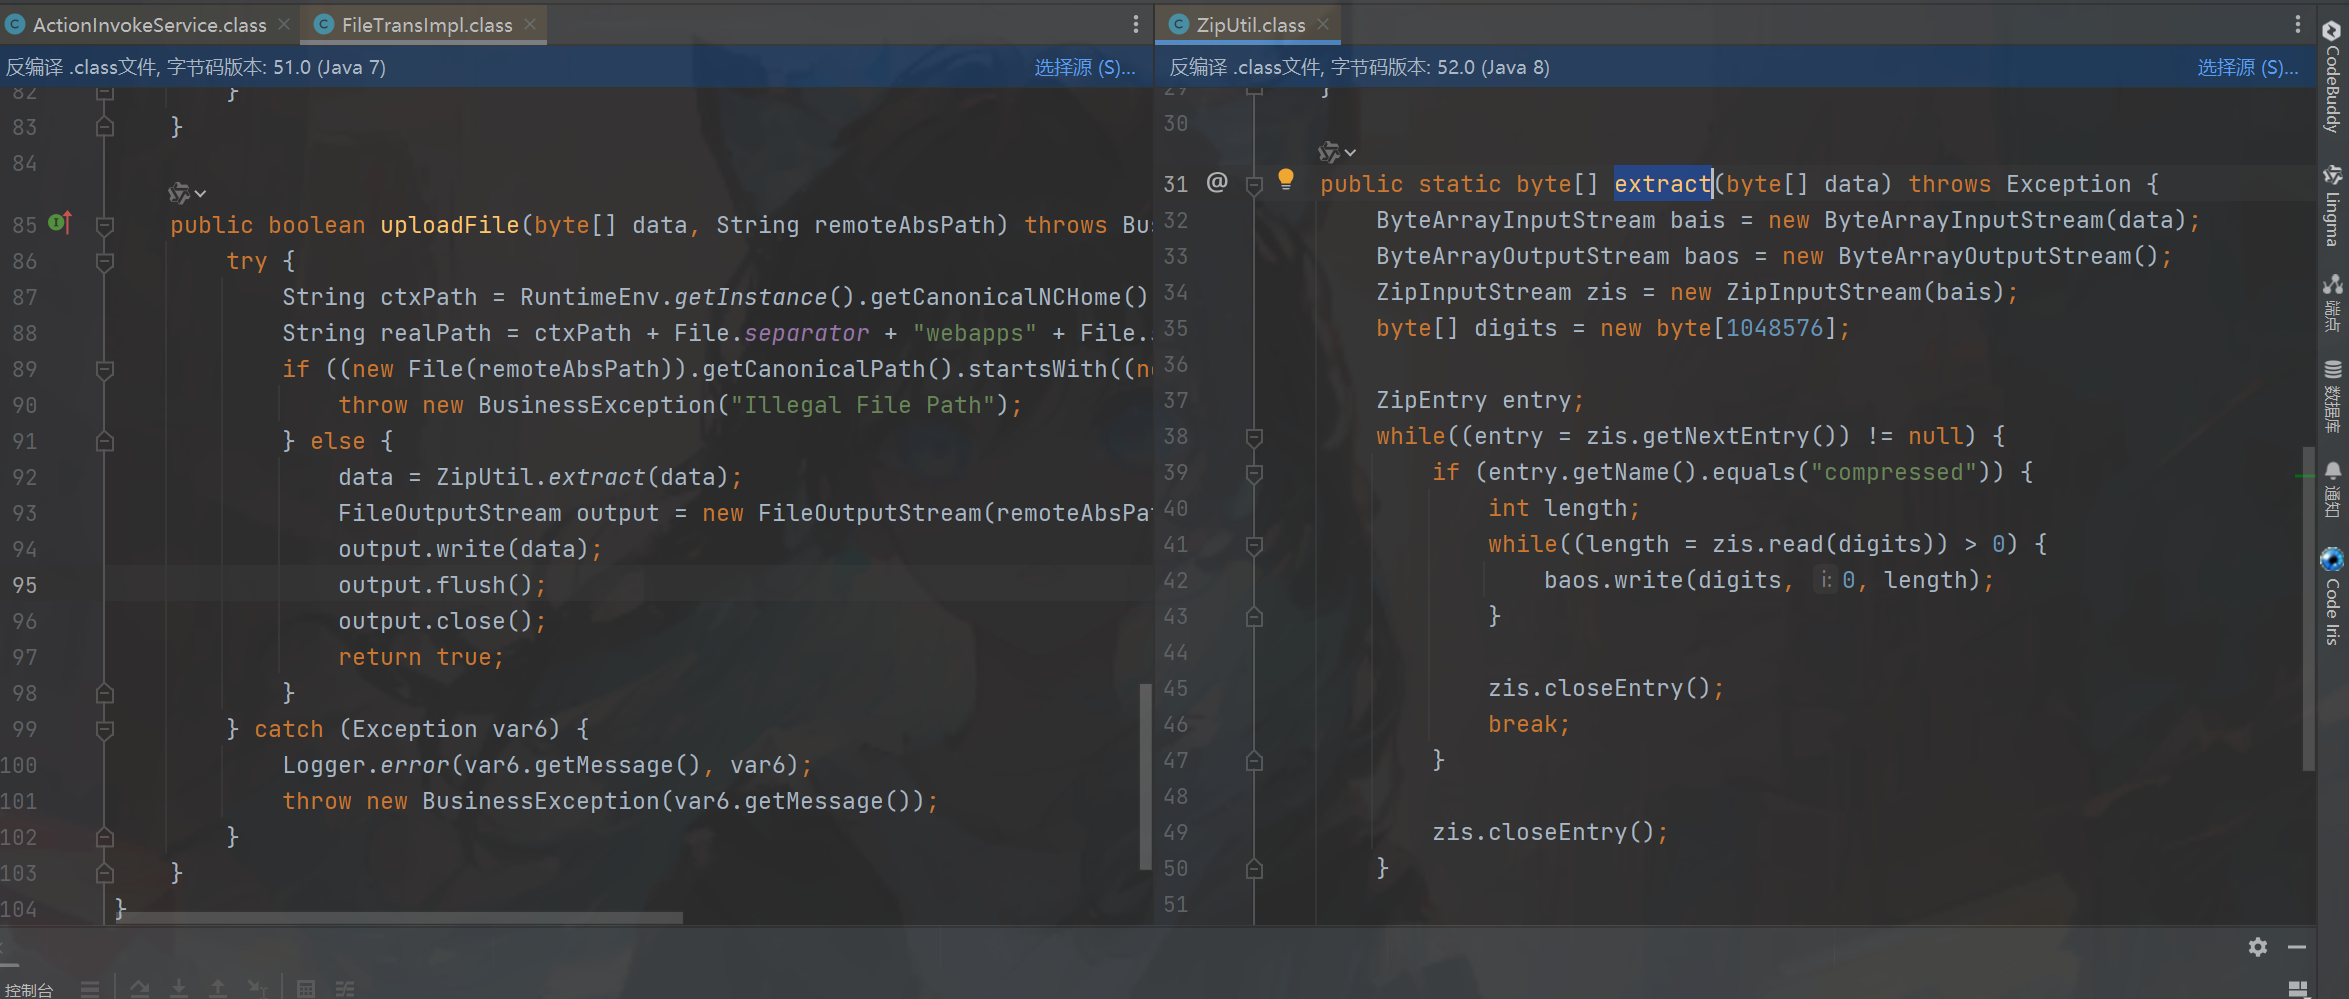 ActionInvokeService.class
FileTransImpl.class
反编译 .class文件, 字节码版本: 51.0 (Java 7)
选择源 (S)...
82 }
83 }
84
85 public boolean uploadFile(byte[] data, String remoteAbsPath) throws Bu
86 try {
87 String ctxPath = RuntimeEnv.getInstance().getCanonicalNCHome()
88 String realPath = ctxPath + File.separator + "webapps" + File.
89 if ((new File(remoteAbsPath)).getCanonicalPath().startsWith((n
90 throw new BusinessException("Illegal File Path");
91 } else {
92 data = ZipUtil.extract(data);
93 FileOutputStream output = new FileOutputStream(remoteAbsPa
94 output.write(data);
95 output.flush();
96 output.close();
97 return true;
98 }
99 } catch (Exception var6) {
100 Logger.error(var6.getMessage(), var6);
101 throw new BusinessException(var6.getMessage());
102 }
103 }
104 }
控制台
ZipUtil.class
反编译 .class文件, 字节码版本: 52.0 (Java 8)
选择源 (S)...
29 }
30
31 @ public static byte[] extract(byte[] data) throws Exception {
32 ByteArrayInputStream bais = new ByteArrayInputStream(data);
33 ByteArrayOutputStream baos = new ByteArrayOutputStream();
34 ZipInputStream zis = new ZipInputStream(bais);
35 byte[] digits = new byte[1048576];
36
37 ZipEntry entry;
38 while((entry = zis.getNextEntry()) != null) {
39 if (entry.getName().equals("compressed")) {
40 int length;
41 while((length = zis.read(digits)) > 0) {
42 baos.write(digits, i: 0, length);
43 }
44
45 zis.closeEntry();
46 break;
47 }
48
49 zis.closeEntry();
50 }
51
CodeBuddy
Lingma
端点
数据库
通知
Code Iris